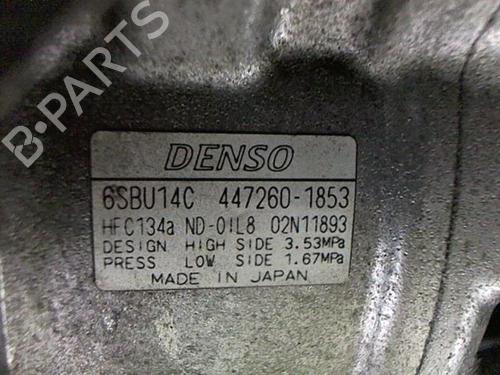 B-PARTS
DENSO
6SBU14C 447260-1853
HFC134a ND-OIL8 02N11893
DESIGN HIGH SIDE 3.53MPa
PRESS LOW SIDE 1.67MPa
MADE IN JAPAN